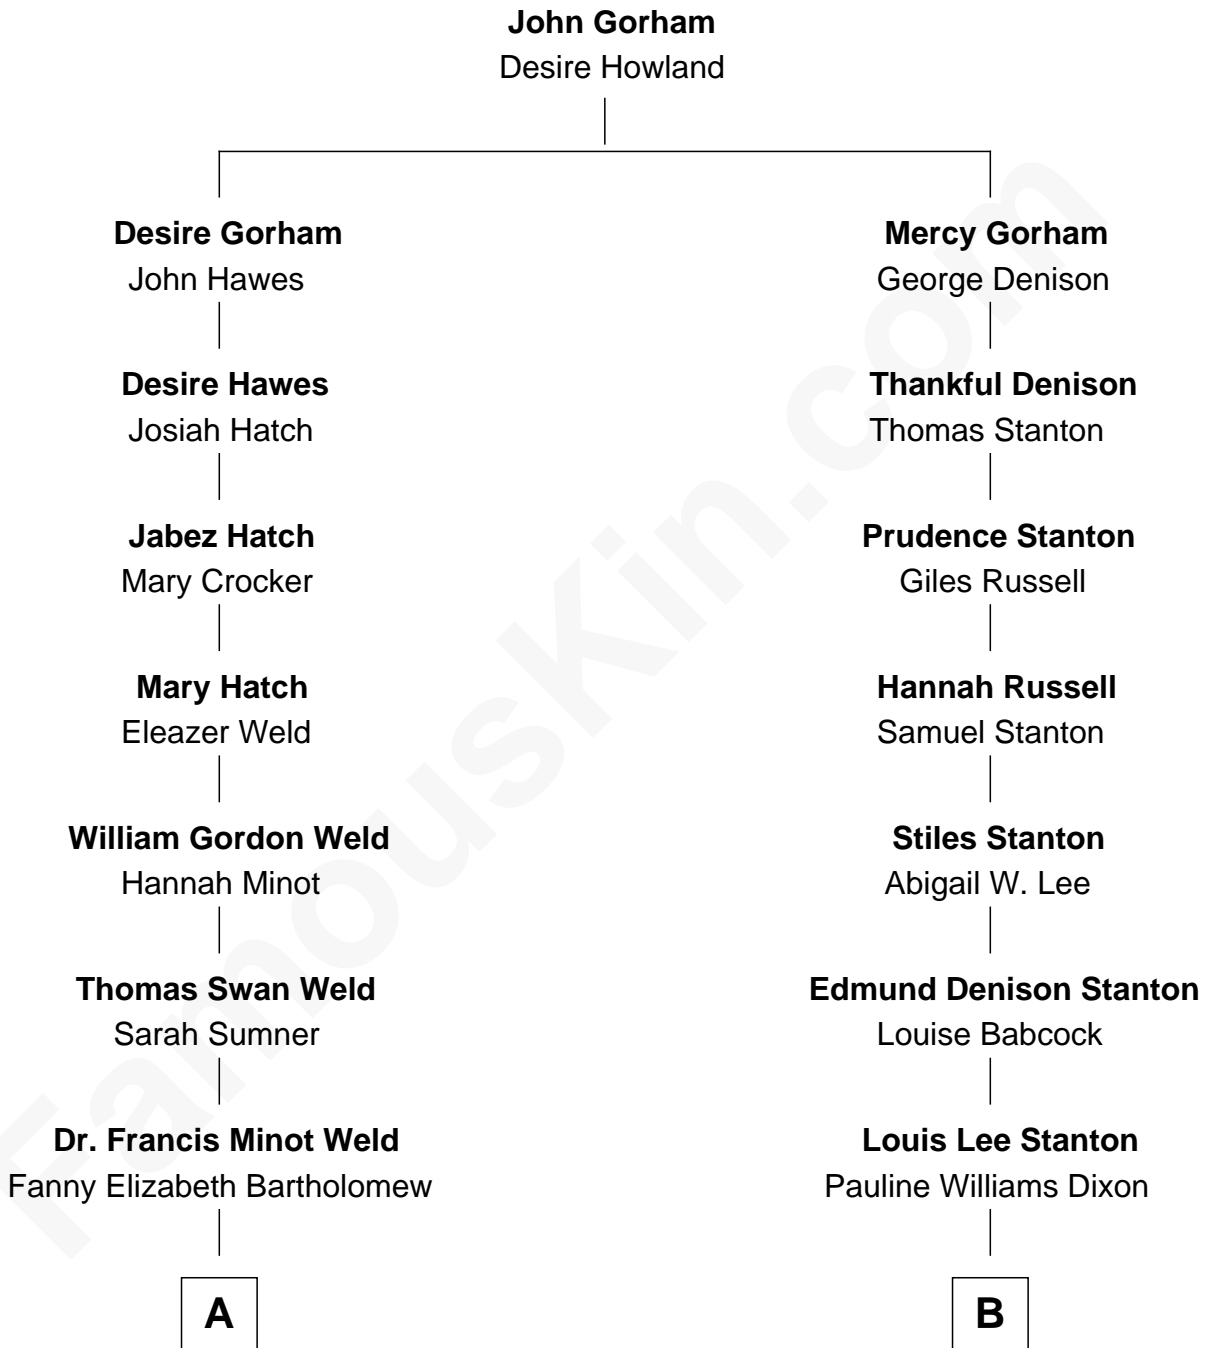 John Gorham
Desire Howland
Desire Gorham
John Hawes
Desire Hawes
Josiah Hatch
Jabez Hatch
Mary Crocker
Mary Hatch
Eleazer Weld
William Gordon Weld
Hannah Minot
Thomas Swan Weld
Sarah Sumner
Dr. Francis Minot Weld
Fanny Elizabeth Bartholomew
A
Mercy Gorham
George Denison
Thankful Denison
Thomas Stanton
Prudence Stanton
Giles Russell
Hannah Russell
Samuel Stanton
Stiles Stanton
Abigail W. Lee
Edmund Denison Stanton
Louise Babcock
Louis Lee Stanton
Pauline Williams Dixon
B
FamousKin.com